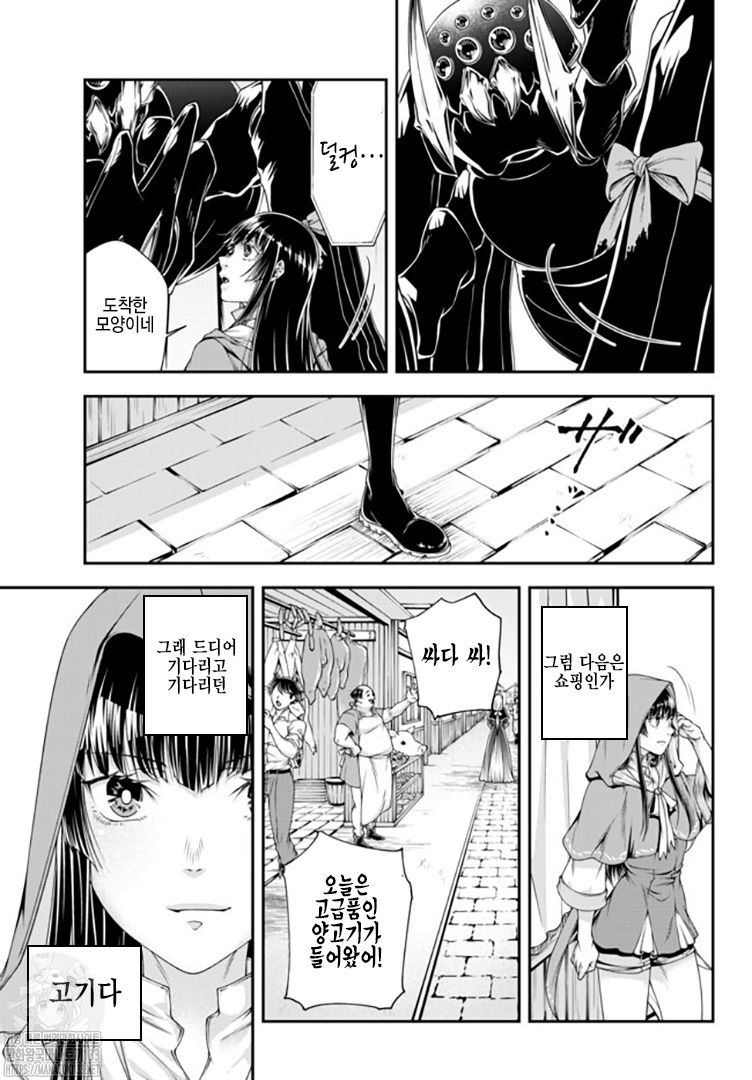 덜컹...
도착한
모양이네
ザッ
그럼 다음은
쇼핑인가
싸다 싸!
오늘은
고급품인
양고기가
들어왔어!
그래 드디어
기다리고
기다리던
고기다